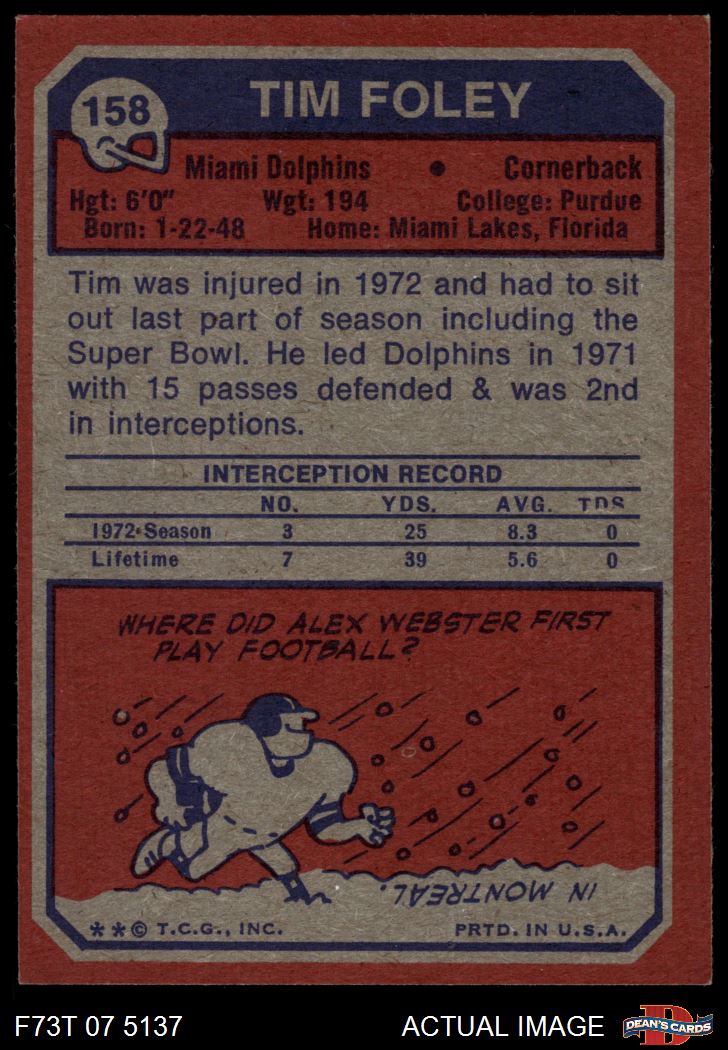 158
TIM FOLEY
Miami Dolphins • Cornerback
Hgt: 6'0" Wgt: 194 College: Purdue
Born: 1-22-48 Home: Miami Lakes, Florida
Tim was injured in 1972 and had to sit
out last part of season including the
Super Bowl. He led Dolphins in 1971
with 15 passes defended & was 2nd
in interceptions.
INTERCEPTION RECORD
NO. YDS. AVG. TDS
1972 Season 3 25 8.3 0
Lifetime 7 39 5.6 0
WHERE DID ALEX WEBSTER FIRST
PLAY FOOTBALL?
IN MONTREAL.
**© T.C.G., INC. PRTD. IN U.S.A.
F73T 07 5137 ACTUAL IMAGE
D
DEAN'S CARDS